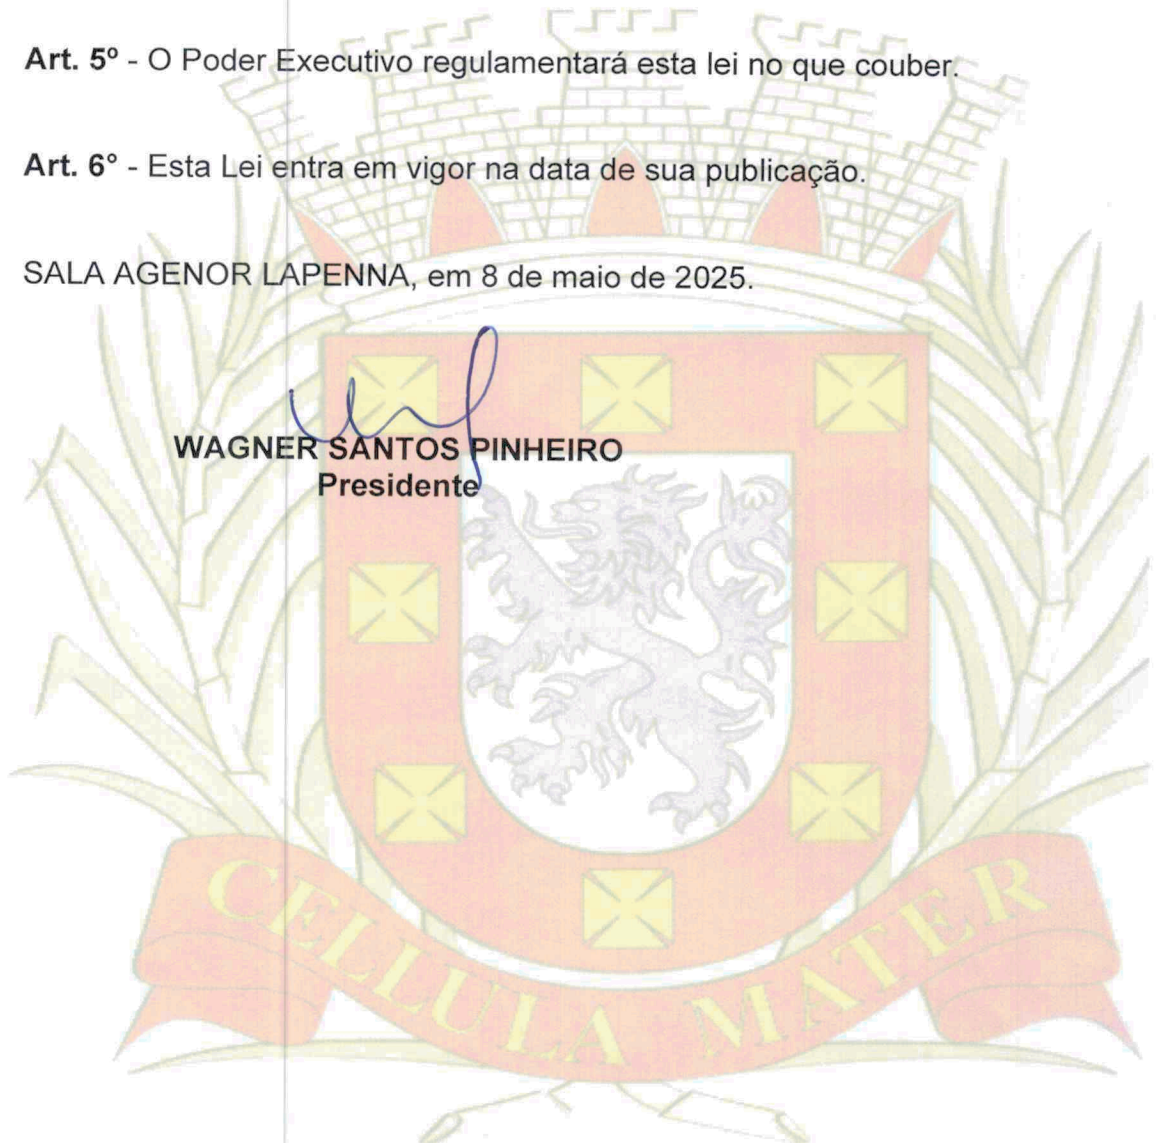 Art. 5º - O Poder Executivo regulamentará esta lei no que couber.
Art. 6° - Esta Lei entra em vigor na data de sua publicação.
SALA AGENOR LAPENNA, em 8 de maio de 2025.
WAGNER SANTOS PINHEIRO
Presidente
CELLULA MATER